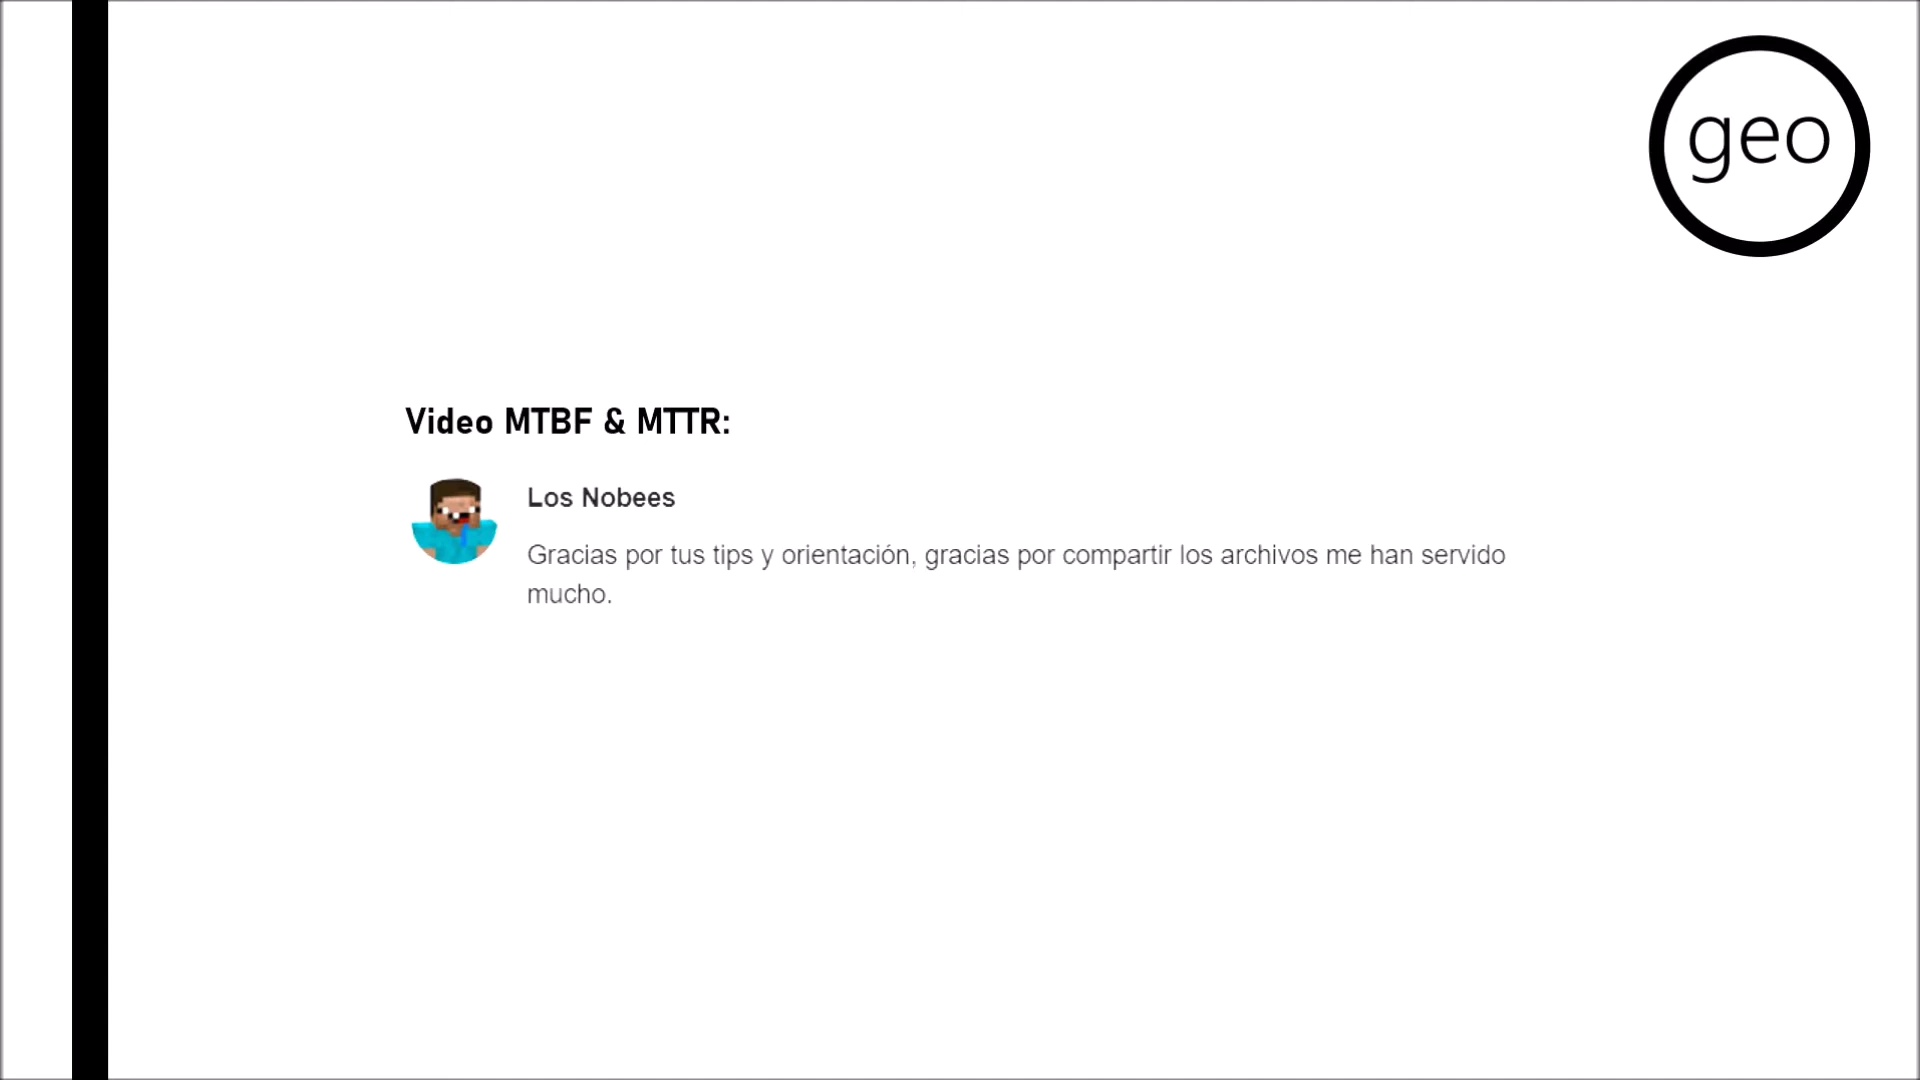 geo
Video MTBF & MTTR:
Los Nobees
Gracias por tus tips y orientación, gracias por compartir los archivos me han servido
mucho.